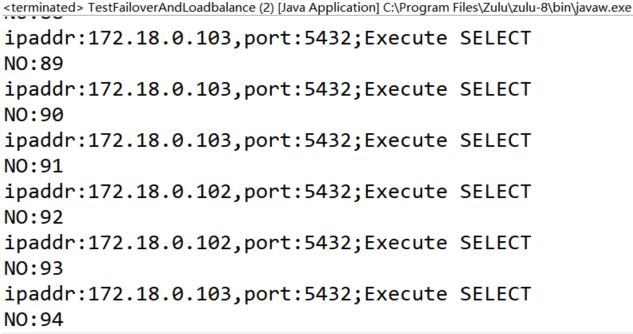 <terminated> TestFailoverAndLoadbalance (2) [Java Application] C:\Program Files\Zulu\zulu-8\bin\javaw.exe
ipaddr:172.18.0.103,port:5432;Execute SELECT
NO:89
ipaddr:172.18.0.103,port:5432;Execute SELECT
NO:90
ipaddr:172.18.0.103,port:5432;Execute SELECT
NO:91
ipaddr:172.18.0.102,port:5432;Execute SELECT
NO:92
ipaddr:172.18.0.102,port:5432;Execute SELECT
NO:93
ipaddr:172.18.0.103,port:5432;Execute SELECT
NO:94